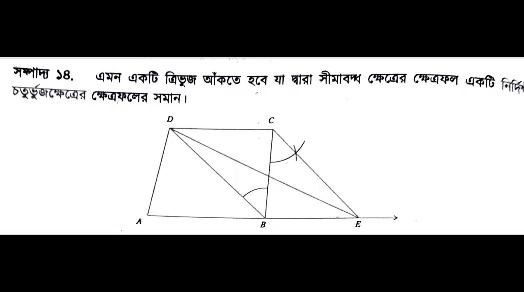 সম্পাদ্য ১৪. এমন একটি ত্রিভুজ আঁকতে হবে যা দ্বারা সীমাবদ্ধ ক্ষেত্রের ক্ষেত্রফল একটি
চতুর্ভুজক্ষেত্রের ক্ষেত্রফলের সমান।
D C
A B E